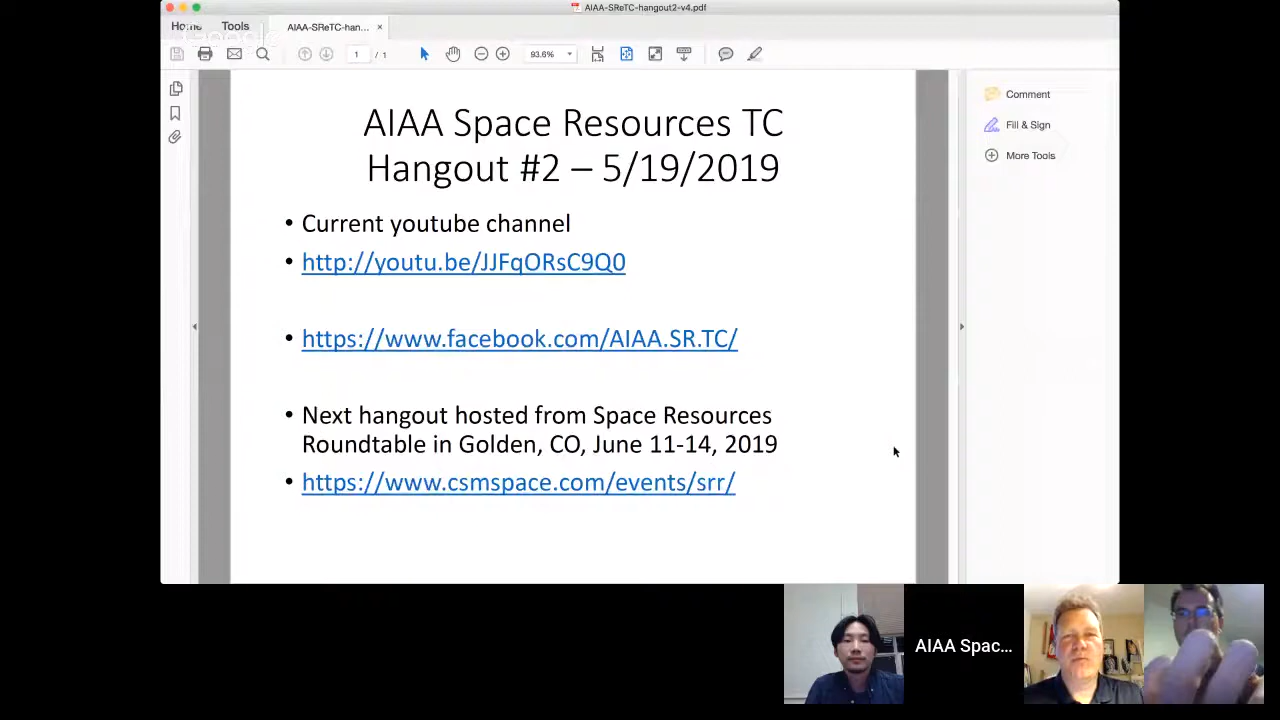 AIAA-SReTC-hangout2-v4.pdf
Home Tools AIAA-SReTC-han... ×
1 / 1 93.6%
AIAA Space Resources TC
Hangout #2 – 5/19/2019
• Current youtube channel
• http://youtu.be/JJFqORsC9Q0
• https://www.facebook.com/AIAA.SR.TC/
• Next hangout hosted from Space Resources
Roundtable in Golden, CO, June 11-14, 2019
• https://www.csmspace.com/events/srr/
Comment
Fill & Sign
More Tools
AIAA Spac...